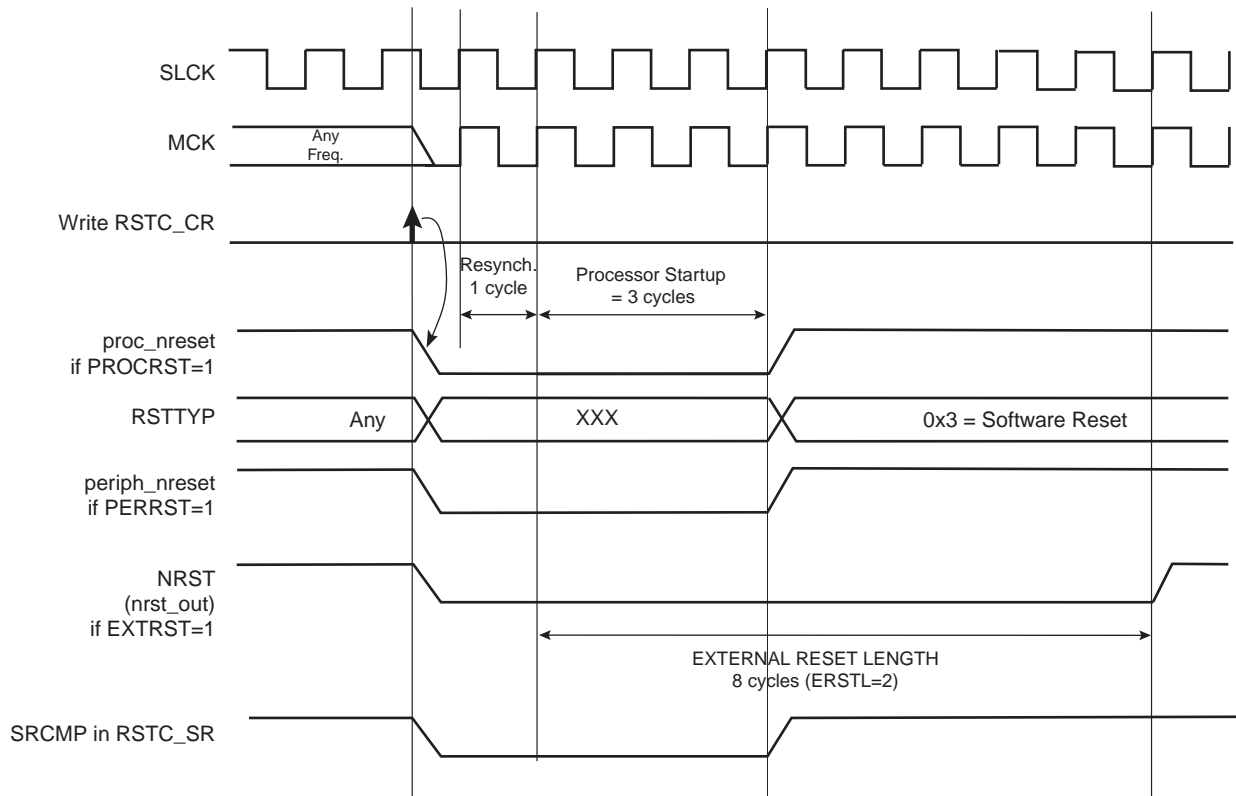 SLCK
MCK
Any
Freq.
Write RSTC_CR
Resynch.
1 cycle
Processor Startup
= 3 cycles
proc_nreset
if PROCRST=1
RSTTYP
Any
XXX
0x3 = Software Reset
periph_nreset
if PERRST=1
NRST
(nrst_out)
if EXTRST=1
EXTERNAL RESET LENGTH
8 cycles (ERSTL=2)
SRCMP in RSTC_SR